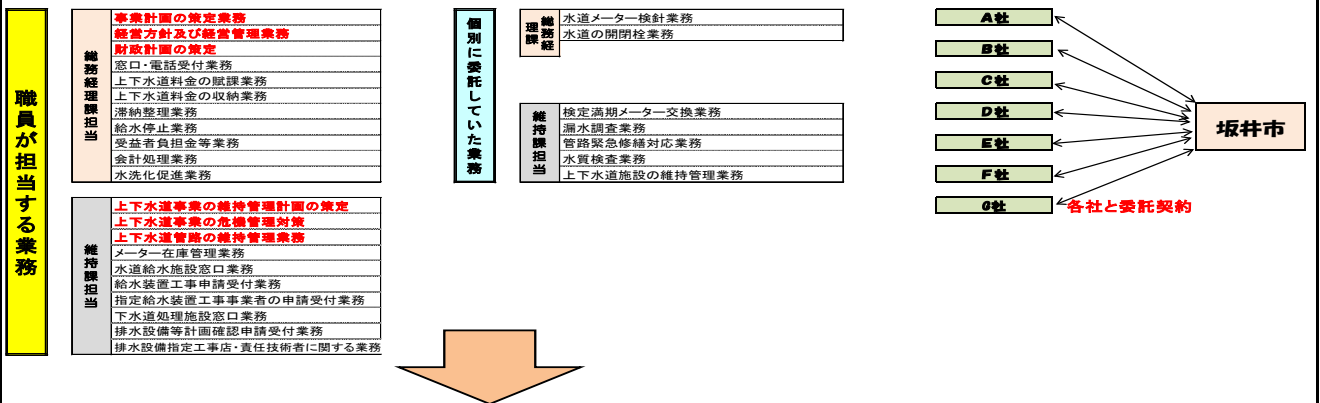 職員が担当する業務
総務経理課担当
事業計画の策定業務
経営方針及び経営管理業務
財政計画の策定
窓口・電話受付業務
上下水道料金の賦課業務
上下水道料金の収納業務
滞納整理業務
給水停止業務
受益者負担金等業務
会計処理業務
水洗化促進業務
維持課担当
上下水道事業の維持管理計画の策定
上下水道事業の危機管理対策
上下水道管路の維持管理業務
メーター在庫管理業務
水道給水施設窓口業務
給水装置工事申請受付業務
指定給水装置工事事業者の申請受付業務
下水道処理施設窓口業務
排水設備等計画確認申請受付業務
排水設備指定工事店・責任技術者に関する業務
個別に委託していた業務
総務経理課
水道メーター検針業務
水道の開閉栓業務
維持課担当
検定満期メーター交換業務
漏水調査業務
管路緊急修繕対応業務
水質検査業務
上下水道施設の維持管理業務
A社
B社
C社
D社
E社
F社
G社
各社と委託契約
坂井市